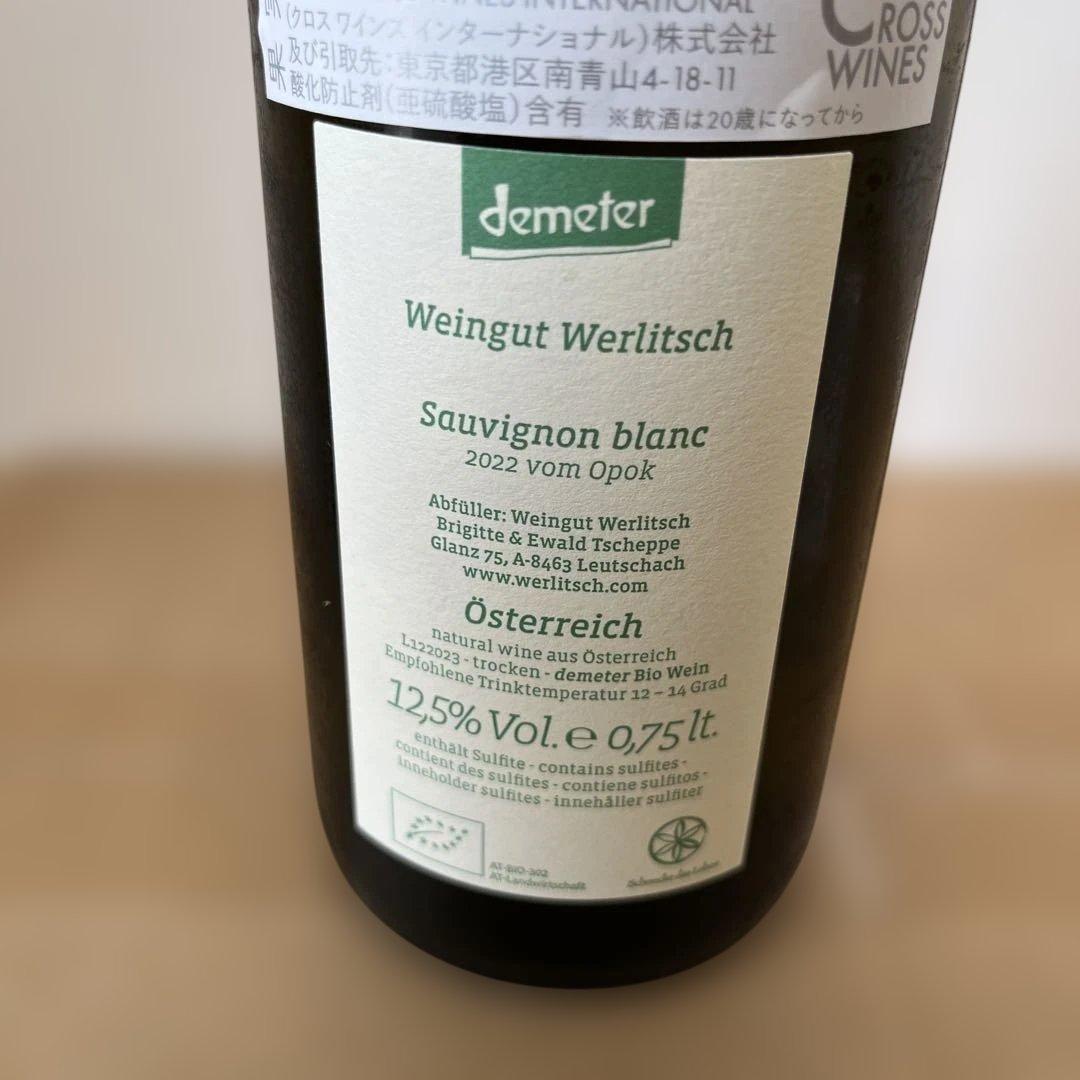 WINES INTERNATIONAL
(クロス ワインズ インターナショナル)株式会社
及び引取先:東京都港区南青山4-18-11
酸化防止剤(亜硫酸塩)含有 ※飲酒は20歳になってから
CROSS
WINES
demeter
Weingut Werlitsch
Sauvignon blanc
2022 vom Opok
Abfüller: Weingut Werlitsch
Brigitte & Ewald Tscheppe
Glanz 75, A-8463 Leutschach
www.werlitsch.com
Österreich
natural wine aus Österreich
L122023 - trocken - demeter Bio Wein
Empfohlene Trinktemperatur 12 – 14 Grad
12,5% Vol. e 0,75 lt.
enthält Sulfite - contains sulfites -
contient des sulfites - contiene sulfitos -
inneholder sulfites - innehåller sulfiter
AT-BIO-302
AT-Landwirtschaft